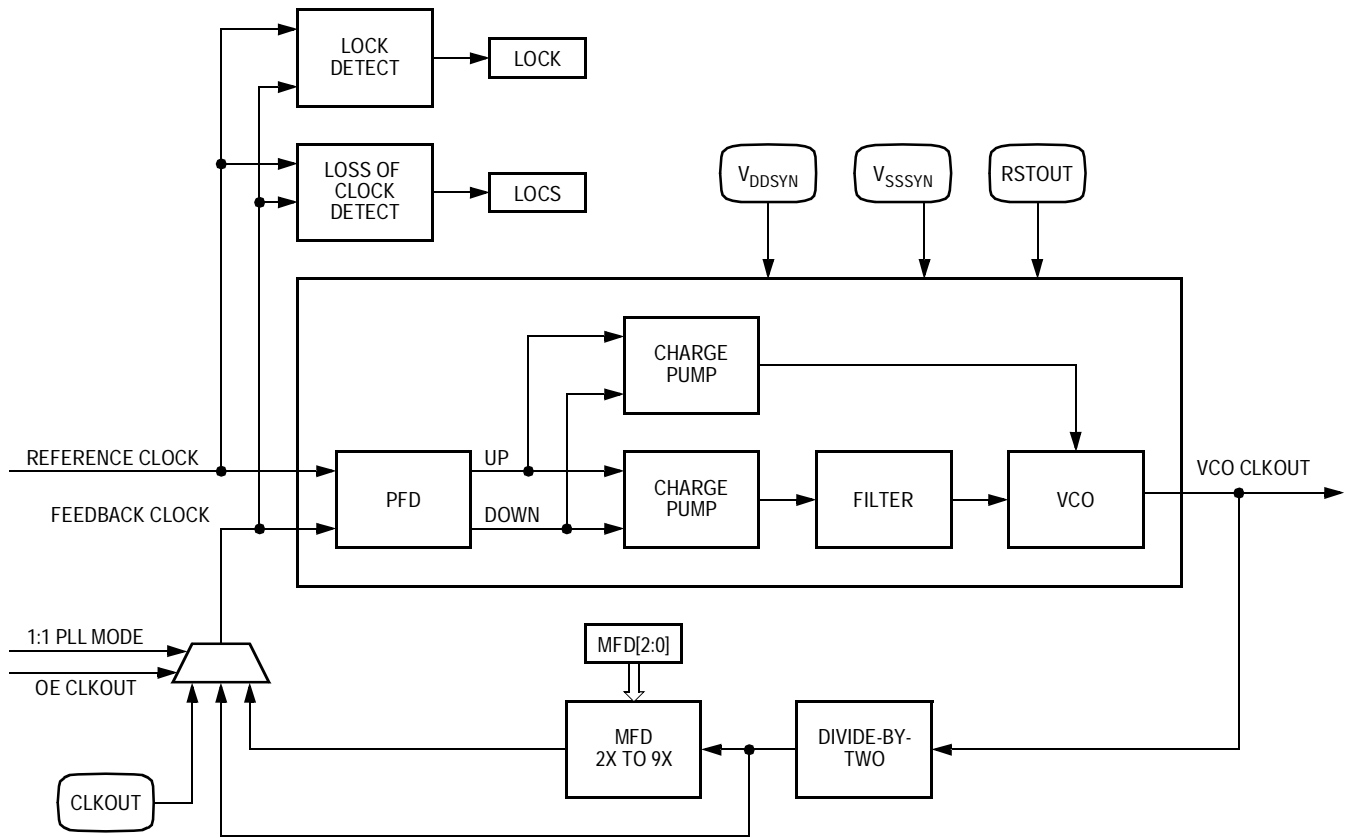 LOCK
DETECT
LOCK
LOSS OF
CLOCK
DETECT
LOCS
VDDSYN
VSSSYN
RSTOUT
CHARGE
PUMP
REFERENCE CLOCK
UP
VCO CLKOUT
PFD
CHARGE
PUMP
FILTER
VCO
FEEDBACK CLOCK
DOWN
1:1 PLL MODE
MFD[2:0]
OE CLKOUT
MFD
2X TO 9X
DIVIDE-BY-
TWO
CLKOUT